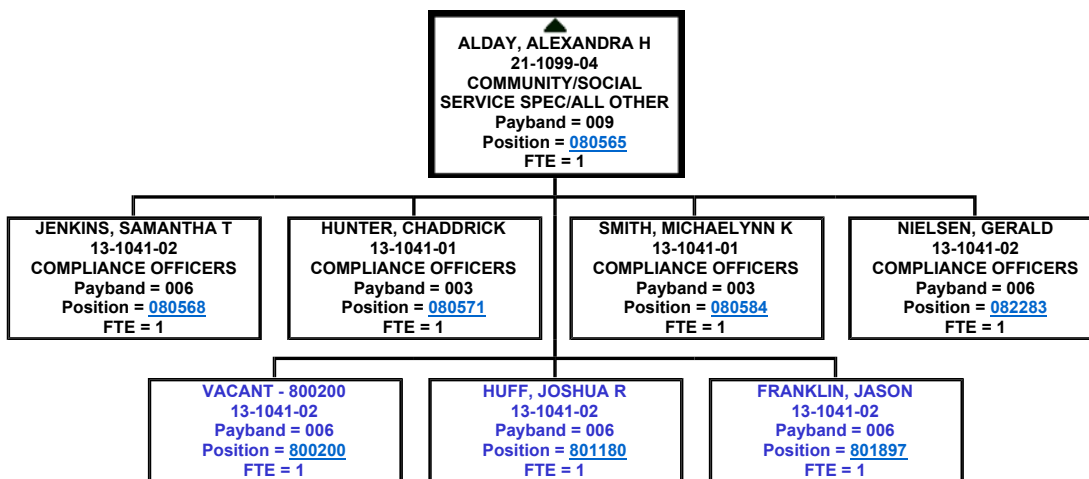 ALDAY, ALEXANDRA H
21-1099-04
COMMUNITY/SOCIAL
SERVICE SPEC/ALL OTHER
Payband = 009
Position = 080565
FTE = 1
JENKINS, SAMANTHA T
13-1041-02
COMPLIANCE OFFICERS
Payband = 006
Position = 080568
FTE = 1
HUNTER, CHADDRICK
13-1041-01
COMPLIANCE OFFICERS
Payband = 003
Position = 080571
FTE = 1
SMITH, MICHAELYNN K
13-1041-01
COMPLIANCE OFFICERS
Payband = 003
Position = 080584
FTE = 1
NIELSEN, GERALD
13-1041-02
COMPLIANCE OFFICERS
Payband = 006
Position = 082283
FTE = 1
VACANT - 800200
13-1041-02
Payband = 006
Position = 800200
FTE = 1
HUFF, JOSHUA R
13-1041-02
Payband = 006
Position = 801180
FTE = 1
FRANKLIN, JASON
13-1041-02
Payband = 006
Position = 801897
FTE = 1